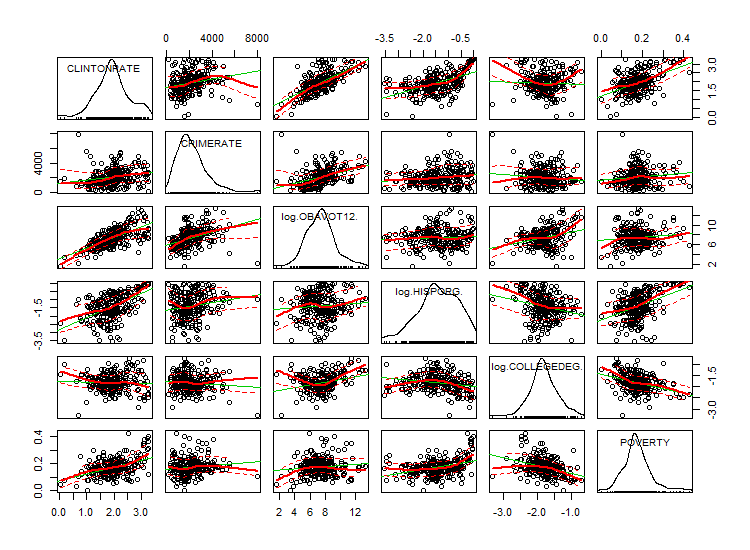 0 4000 8000 -3.5 -1.5 -0.5 0.0 0.2 0.4
CLINTONRATE
0.0 1.5 3.0
CRIMERATE
0 4000
log.OBAVOT12.
2 6 10
log.HISPORG.
-3.5 -1.5
log.COLLEGEDEG.
-3.0 -1.5
POVERTY
0.0 0.2 0.4
0.0 1.0 2.0 3.0 2 4 6 8 12 -3.0 -2.0 -1.0